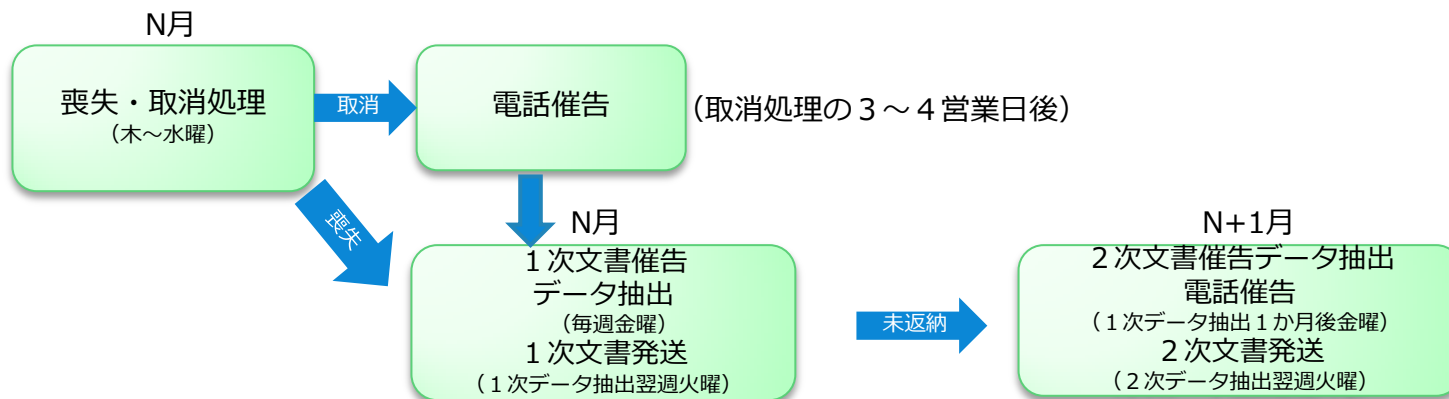 N月
喪失・取消処理
（木～水曜）
取消
電話催告
（取消処理の３～４営業日後）
喪失
N月
１次文書催告
データ抽出
（毎週金曜）
１次文書発送
（１次データ抽出翌週火曜）
未返納
N+1月
２次文書催告データ抽出
電話催告
（１次データ抽出１か月後金曜）
２次文書発送
（２次データ抽出翌週火曜）